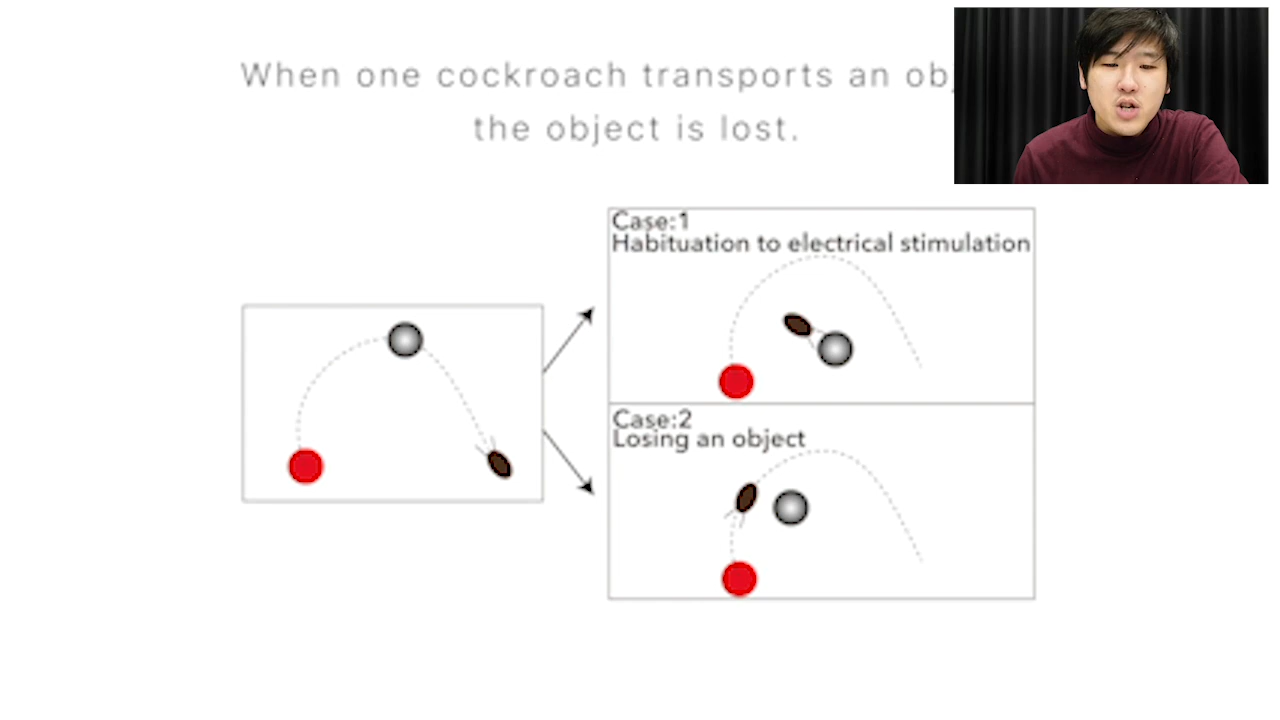 When one cockroach transports an ob
the object is lost.
Case:1
Habituation to electrical stimulation
Case:2
Losing an object